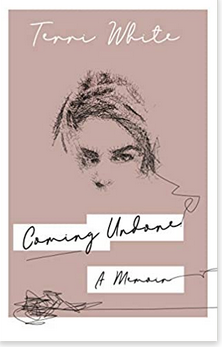 Terri White
Coming Undone
A Memoir